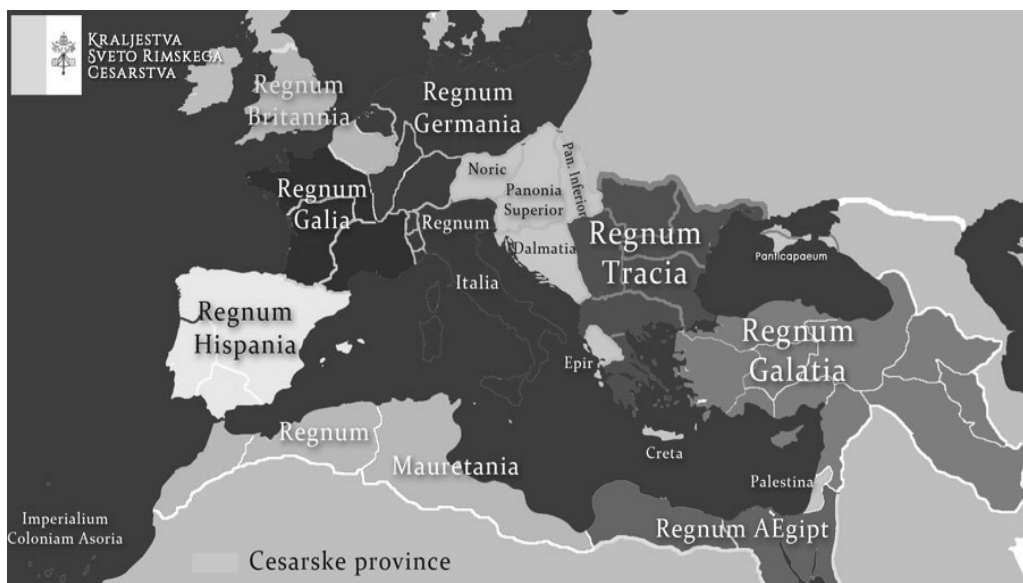 KRALJESTVA
SVETO RIMSKEGA
CESARSTVA
Regnum
Britannia
Regnum
Germania
Noric
Pan. Inferior
Panonia
Superior
Regnum
Galia
Regnum
Italia
Dalmatia
Regnum
Tracia
Panticapaeum
Regnum
Hispania
Regnum
Galatia
Epir
Creta
Regnum
Mauretania
Palestina
Imperialium
Coloniam Asoria
Regnum AEgipt
Cesarske province